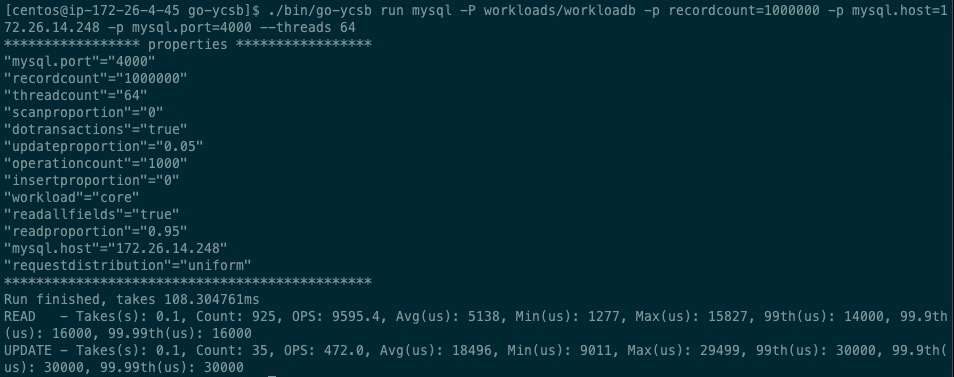 [centos@ip-172-26-4-45 go-ycsb]$ ./bin/go-ycsb run mysql -P workloads/workloadb -p recordcount=1000000 -p mysql.host=1
72.26.14.248 -p mysql.port=4000 --threads 64
***************** properties *****************
"mysql.port"="4000"
"recordcount"="1000000"
"threadcount"="64"
"scanproportion"="0"
"dotransactions"="true"
"updateproportion"="0.05"
"operationcount"="1000"
"insertproportion"="0"
"workload"="core"
"readallfields"="true"
"readproportion"="0.95"
"mysql.host"="172.26.14.248"
"requestdistribution"="uniform"
**********************************************
Run finished, takes 108.304761ms
READ   - Takes(s): 0.1, Count: 925, OPS: 9595.4, Avg(us): 5138, Min(us): 1277, Max(us): 15827, 99th(us): 14000, 99.9th
(us): 16000, 99.99th(us): 16000
UPDATE - Takes(s): 0.1, Count: 35, OPS: 472.0, Avg(us): 18496, Min(us): 9011, Max(us): 29499, 99th(us): 30000, 99.9th(
us): 30000, 99.99th(us): 30000